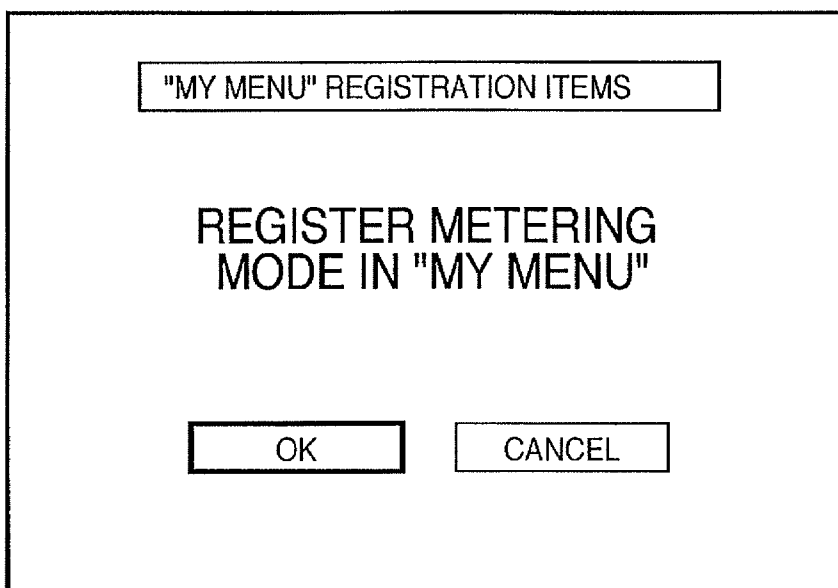 "MY MENU" REGISTRATION ITEMS
REGISTER METERING
MODE IN "MY MENU"
OK
CANCEL